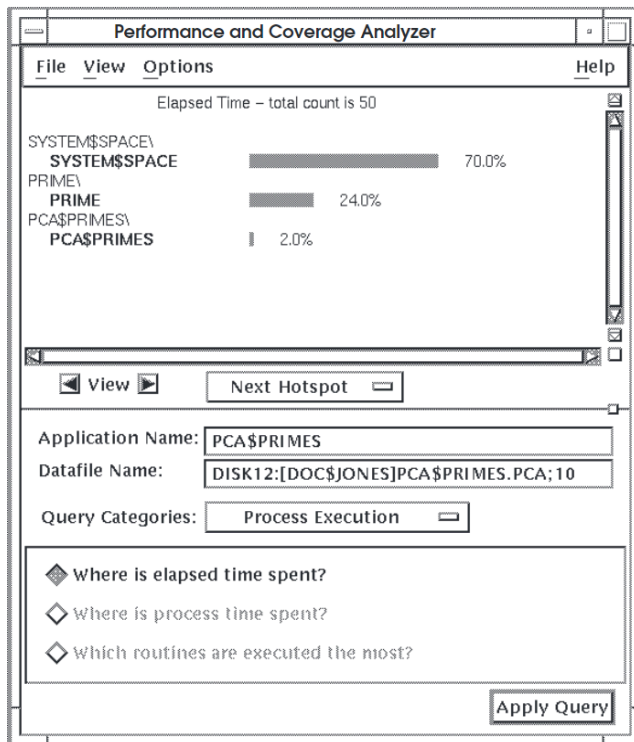 Performance and Coverage Analyzer
File View Options Help
Elapsed Time – total count is 50
SYSTEM$SPACE\
SYSTEM$SPACE 70.0%
PRIME\
PRIME 24.0%
PCA$PRIMES\
PCA$PRIMES 2.0%
View Next Hotspot
Application Name: PCA$PRIMES
Datafile Name: DISK12:[DOC$JONES]PCA$PRIMES.PCA;10
Query Categories: Process Execution
Where is elapsed time spent?
Where is process time spent?
Which routines are executed the most?
Apply Query